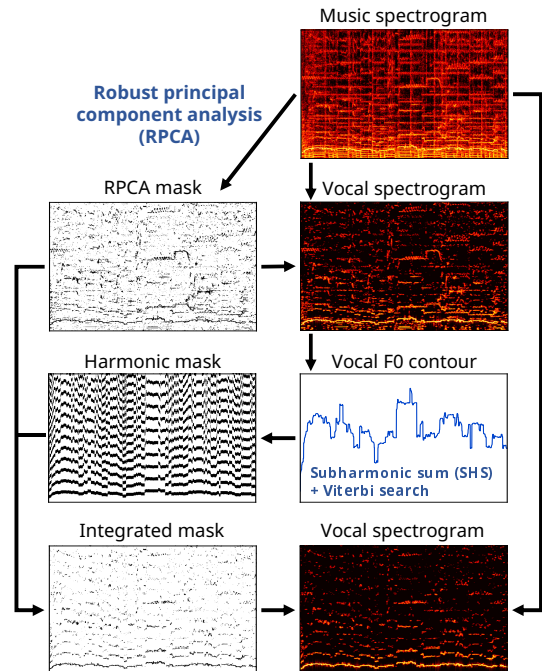 Music spectrogram
Robust principal
component analysis
(RPCA)
RPCA mask
Vocal spectrogram
Harmonic mask
Vocal F0 contour
Subharmonic sum (SHS)
+ Viterbi search
Integrated mask
Vocal spectrogram